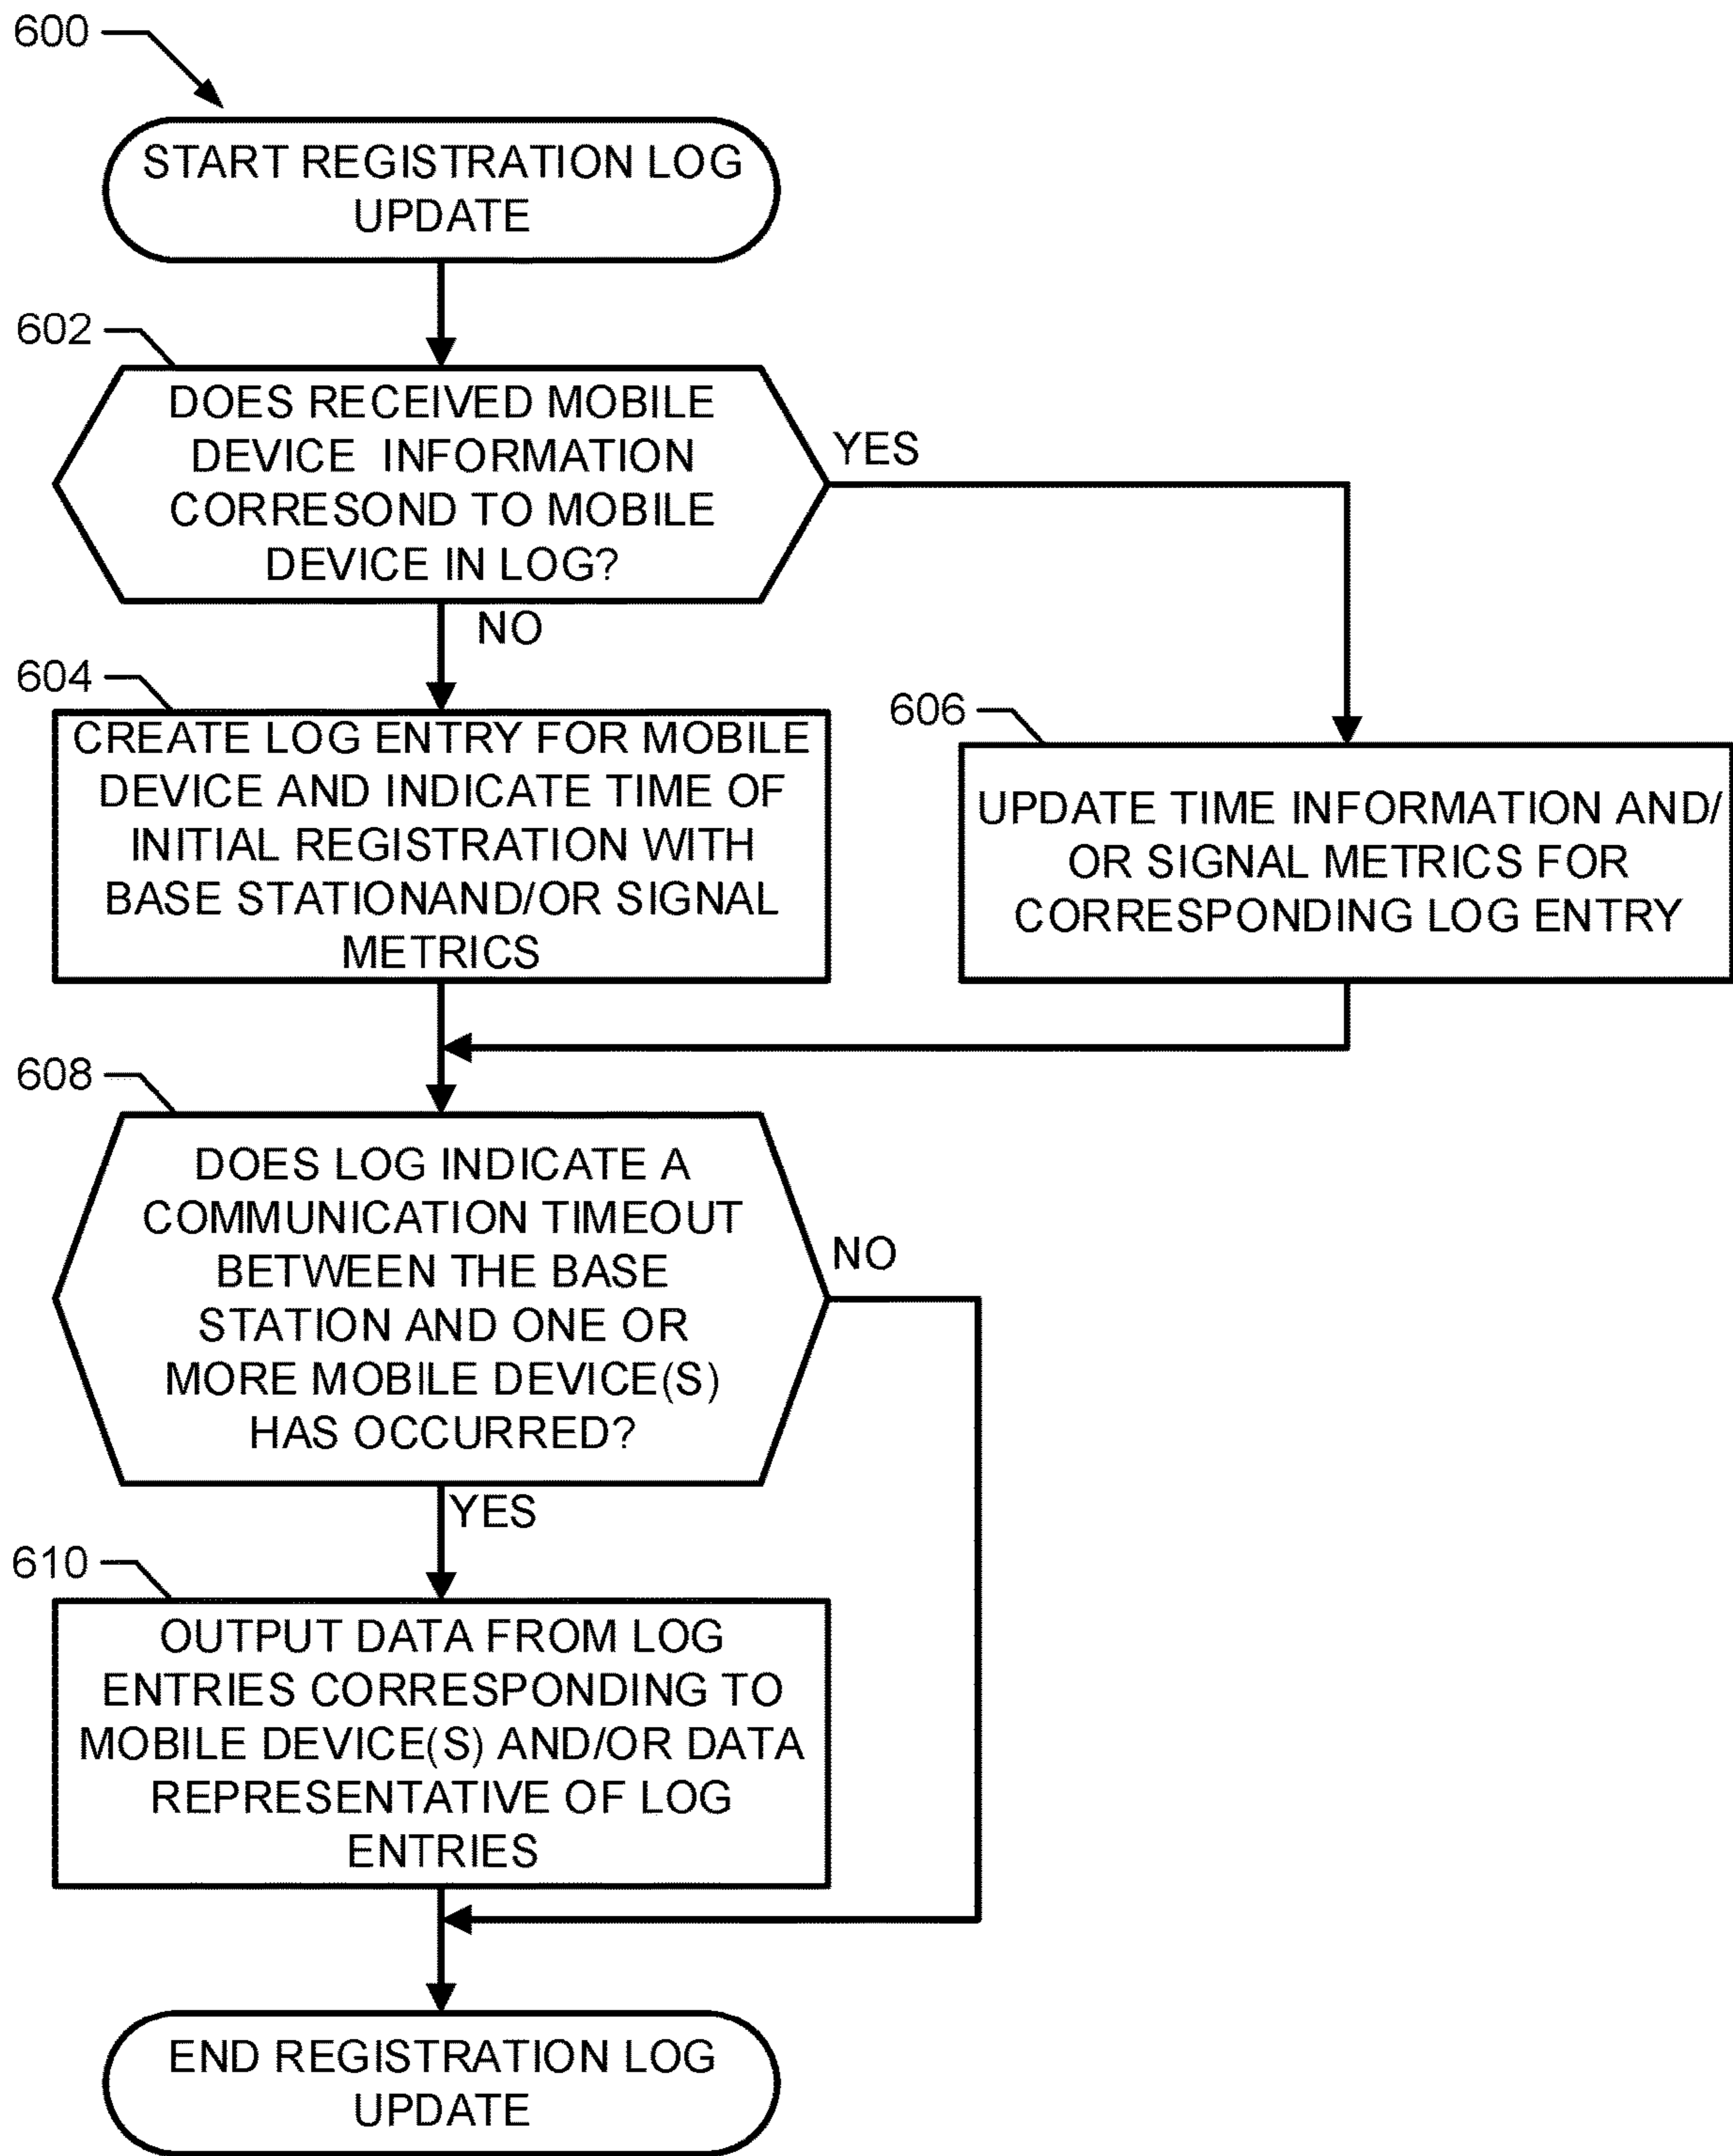 600
START REGISTRATION LOG
UPDATE
602
DOES RECEIVED MOBILE
DEVICE INFORMATION
CORRESOND TO MOBILE
DEVICE IN LOG?
YES
NO
604
CREATE LOG ENTRY FOR MOBILE
DEVICE AND INDICATE TIME OF
INITIAL REGISTRATION WITH
BASE STATIONAND/OR SIGNAL
METRICS
606
UPDATE TIME INFORMATION AND/
OR SIGNAL METRICS FOR
CORRESPONDING LOG ENTRY
608
DOES LOG INDICATE A
COMMUNICATION TIMEOUT
BETWEEN THE BASE
STATION AND ONE OR
MORE MOBILE DEVICE(S)
HAS OCCURRED?
NO
YES
610
OUTPUT DATA FROM LOG
ENTRIES CORRESPONDING TO
MOBILE DEVICE(S) AND/OR DATA
REPRESENTATIVE OF LOG
ENTRIES
END REGISTRATION LOG
UPDATE